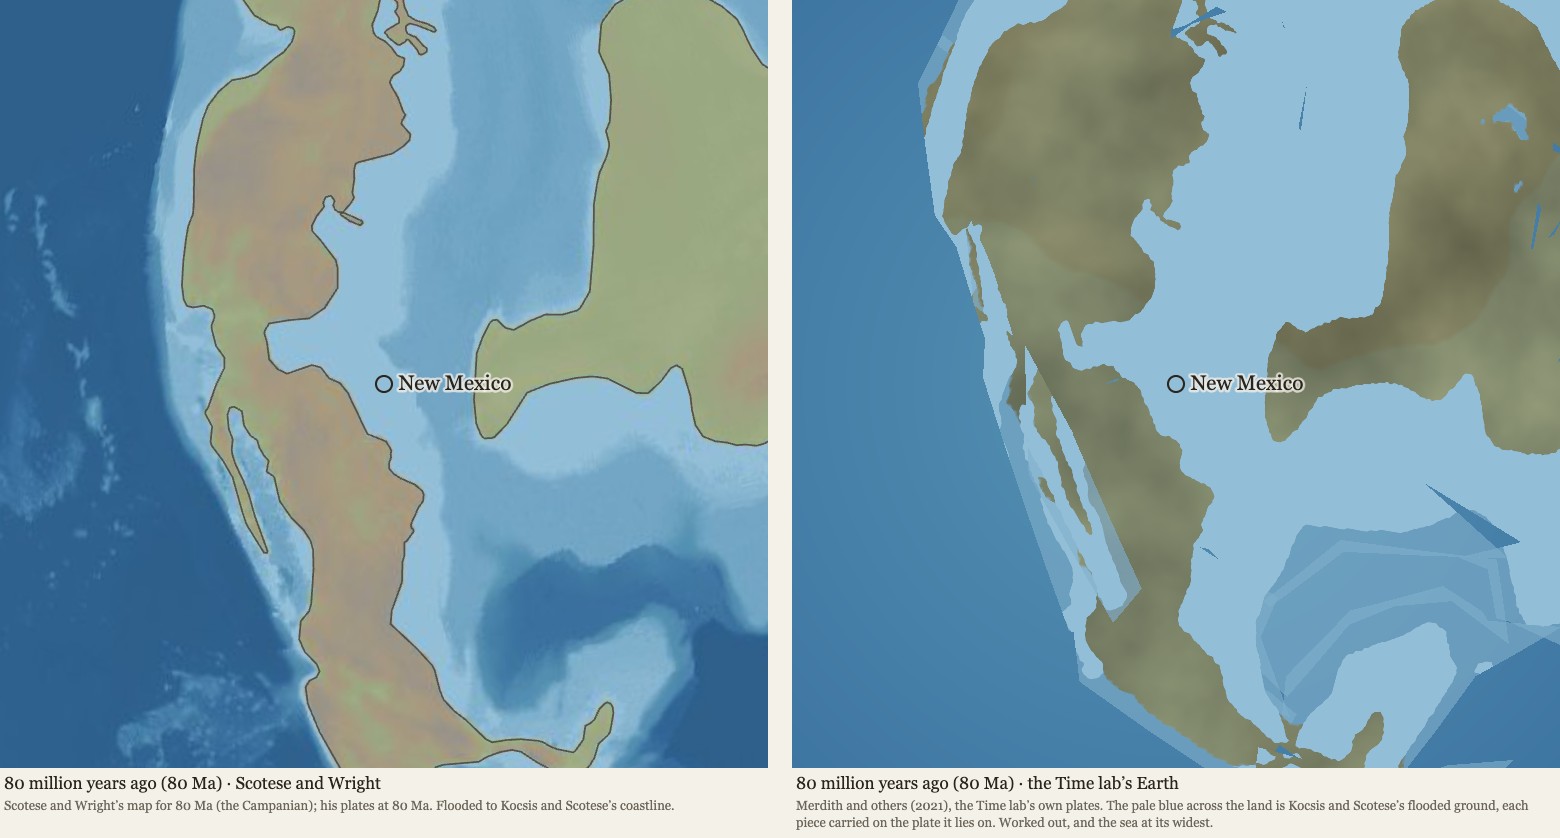 New Mexico
New Mexico
80 million years ago (80 Ma) · Scotese and Wright
Scotese and Wright's map for 80 Ma (the Campanian); his plates at 80 Ma. Flooded to Kocsis and Scotese's coastline.
80 million years ago (80 Ma) · the Time lab's Earth
Merdith and others (2021), the Time lab's own plates. The pale blue across the land is Kocsis and Scotese's flooded ground, each
piece carried on the plate it lies on. Worked out, and the sea at its widest.